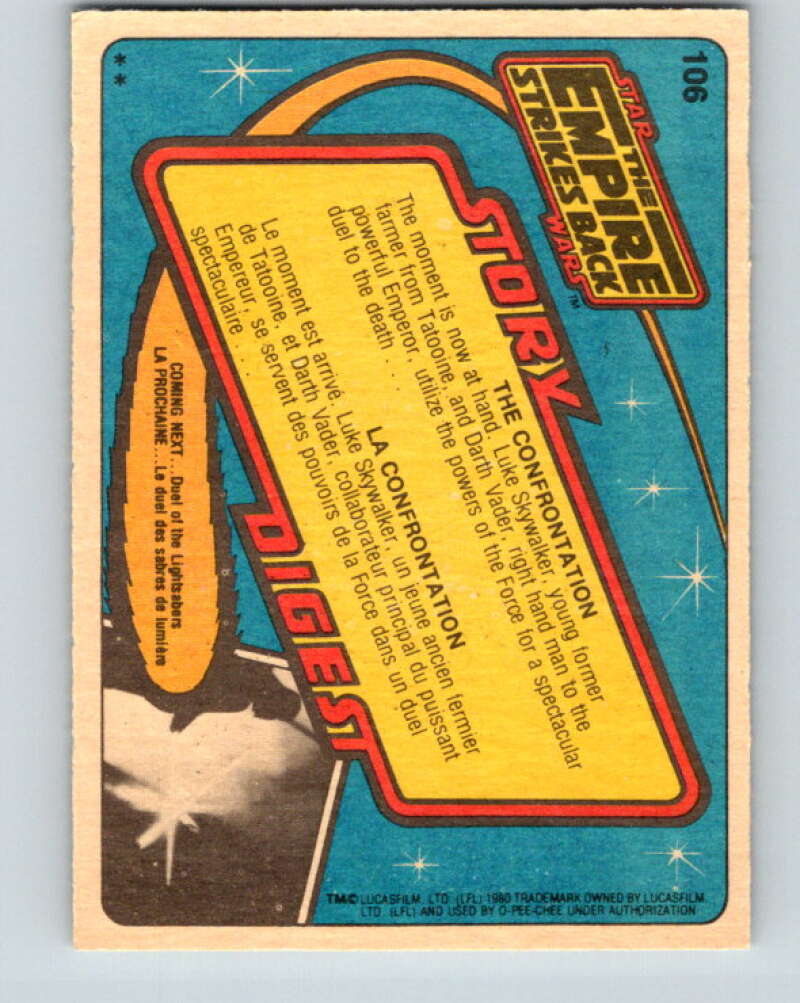 106
STAR
THE
EMPIRE
STRIKES BACK
WARS™
STORY
THE CONFRONTATION
The moment is now at hand. Luke Skywalker, young former
farmer from Tatooine, and Darth Vader, right hand man to the
powerful Emperor, utilize the powers of the Force for a spectacular
duel to the death . . .
LA CONFRONTATION
Le moment est arrivé. Luke Skywalker, un jeune ancien fermier
de Tatooine, et Darth Vader, collaborateur principal du puissant
Empereur, se servent des pouvoirs de la Force dans un duel
spectaculaire . . .
DIGEST
COMING NEXT...Duel of the Lightsabers
LA PROCHAINE...Le duel des sabres de lumière
**
TM© LUCASFILM, LTD. (LFL) 1980 TRADEMARK OWNED BY LUCASFILM,
LTD. (LFL) AND USED BY O-PEE-CHEE UNDER AUTHORIZATION